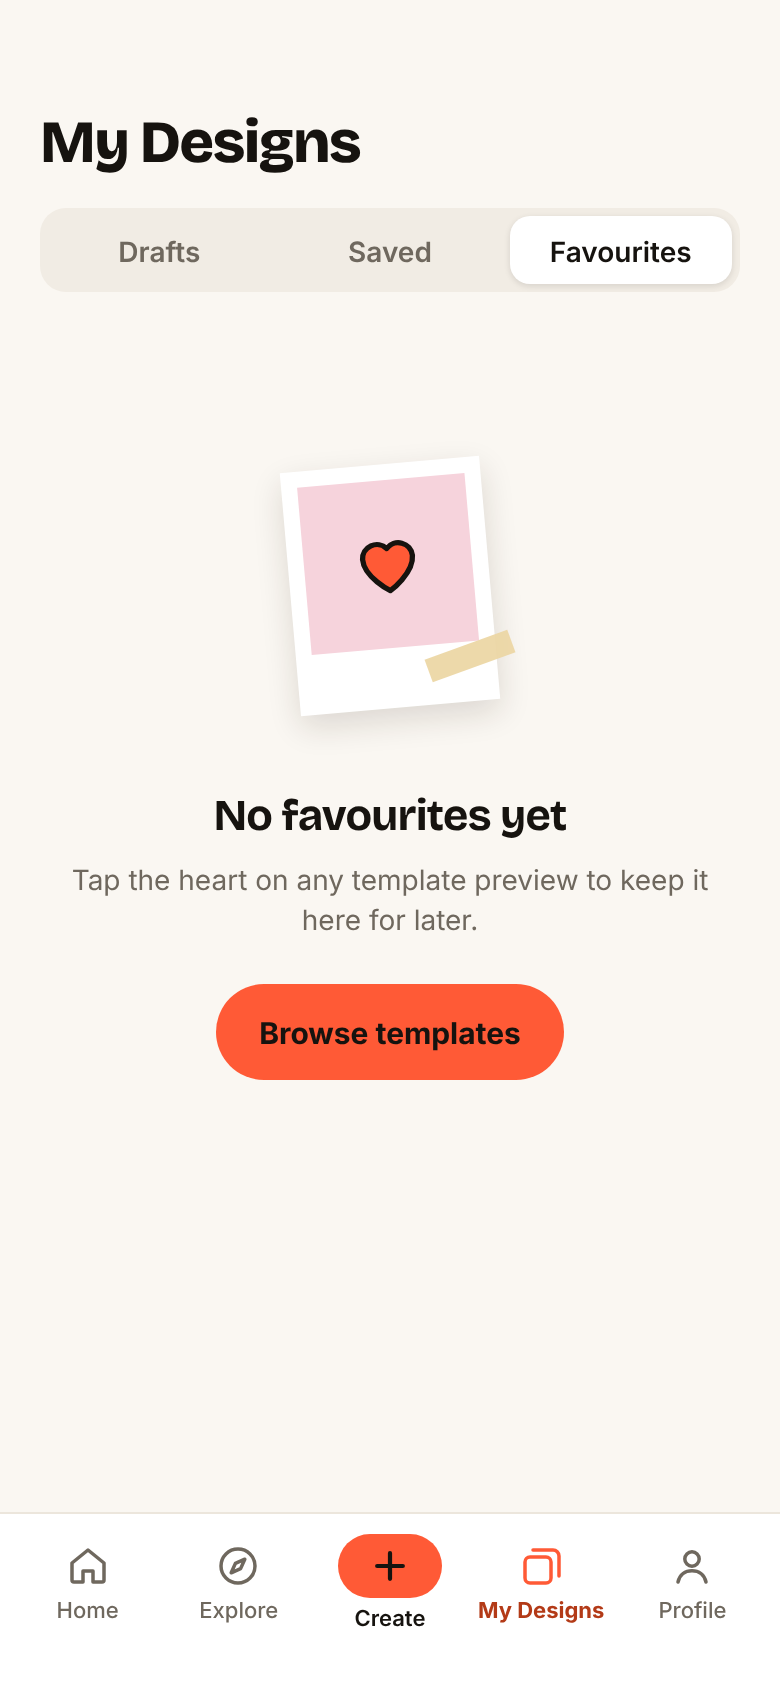 My Designs
Drafts
Saved
Favourites
No favourites yet
Tap the heart on any template preview to keep it
here for later.
Browse templates
Home
Explore
Create
My Designs
Profile